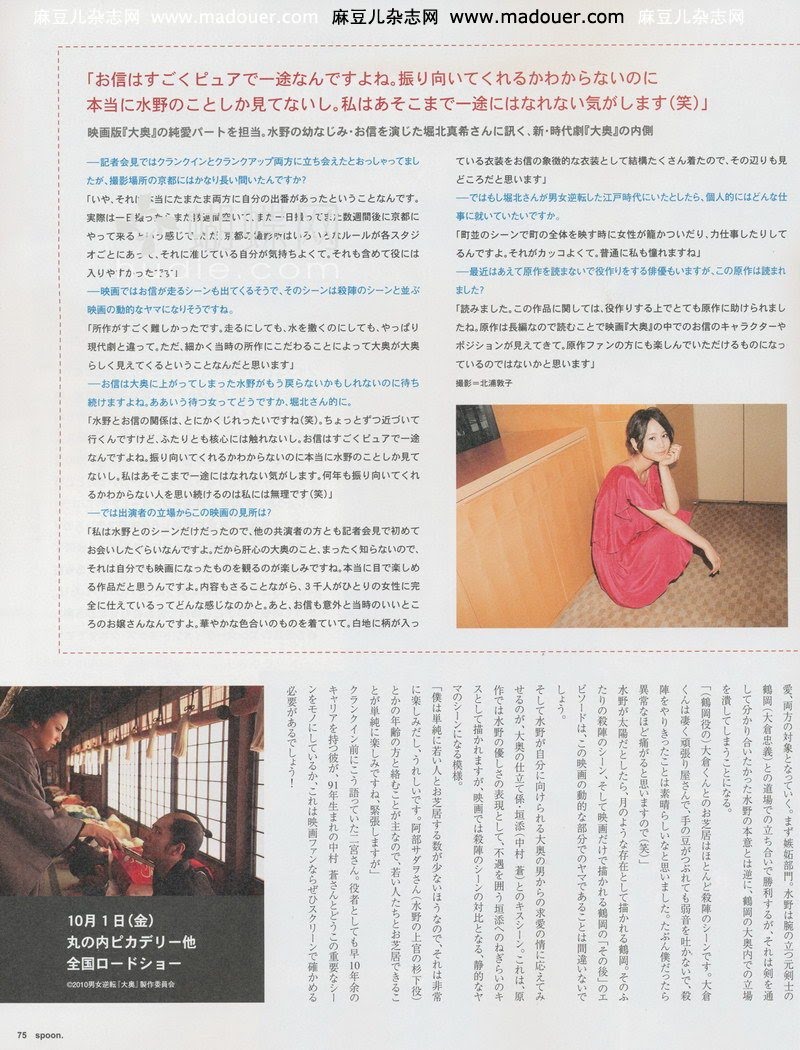 麻豆儿杂志网 www.madouer.com 麻豆儿杂志网 www.madouer.com
「お信はすごくピュアで一途なんですよね。振り向いてくれるかわからないのに
本当に水野のことしか見てないし。私はあそこまで一途にはなれない気がします(笑)」
映画版『大奥』の純愛パートを担当。水野の幼なじみ・お信を演じた堀北真希さんに訊く、新・時代劇『大奥』の内側
―記者会見ではクランクインとクランクアップ両方に立ち会えたとおっしゃってまし
たが、撮影場所の京都にはかなり長い間いたんですか?
「いや、それは本当にたまたま両方に自分の出番があったということなんです。
実際は一日撮ったらまた数週間空いて、また一日撮ってまた数週間後に京都に
やって来るという感じで。ただ、京都の撮影所はいろいろなルールが各スタジ
オごとにあって、それに準じている自分が気持ちよくて。それも含めて役には
入りやすかったです」
―映画ではお信が走るシーンも出てくるそうで、そのシーンは殺陣のシーンと並ぶ
映画の動的なヤマになりそうですね。
「所作がすごく難しかったです。走るにしても、水を撒くのにしても、やっぱり
現代劇と違って。ただ、細かく当時の所作にこだわることによって大奥が大奥
らしく見えてくるということなんだと思います」
―お信は大奥に上がってしまった水野がもう戻らないかもしれないのに待ち
続けますよね。ああいう待つ女ってどうですか、堀北さん的に。
「水野とお信の関係は、とにかくじれったいですね(笑)。ちょっとずつ近づいて
行くんですけど、ふたりとも核心には触れないし。お信はすごくピュアで一途
なんですよね。振り向いてくれるかわからないのに本当に水野のことしか見て
ないし。私はあそこまで一途にはなれない気がします。何年も振り向いてくれ
るかわからない人を思い続けるのは私には無理です(笑)」
―では出演者の立場からこの映画の見所は?
「私は水野とのシーンだけだったので、他の共演者の方とも記者会見で初めて
お会いしたぐらいなんですよ。だから肝心の大奥のこと、まったく知らないので、
それは自分でも映画になったものを観るのが楽しみですね。本当に目で楽しめ
る作品だと思うんですよ。内容もさることながら、3千人がひとりの女性に完
全に仕えているってどんな感じなのかと。あと、お信も意外と当時のいいとこ
ろのお嬢さんなんですよ。華やかな色合いのものを着ていて。白地に柄が入っ
ている衣装をお信の象徴的な衣装として結構たくさん着たので、その辺りも見
どころだと思います」
―ではもし堀北さんが男女逆転した江戸時代にいたとしたら、個人的にはどんな仕
事に就いていたいですか。
「町並のシーンで町の全体を映す時に女性が籠かついだり、力仕事したりして
るんですよ。それがカッコよくて。普通に私も憧れますね」
―最近はあえて原作を読まないで役作りをする俳優もいますが、この原作は読まれ
ました?
「読みました。この作品に関しては、役作りする上でとても原作に助けられまし
たね。原作は長編なので読むことで映画『大奥』の中でのお信のキャラクターや
ポジションが見えてきて。原作ファンの方にも楽しんでいただけるものになっ
ているのではないかと思います」
撮影=北浦敦子
愛、両方の対象となっていく。まず嫉妬部門。水野は腕の立つ元剣士の
鶴岡(大倉忠義)との道場での立ち合いで勝利するが、それは剣を通
して分かり合いたかった水野の本意とは逆に、鶴岡の大奥内での立場
を潰してしまうことになる。
「(鶴岡役の)大倉くんとのお芝居はほとんど殺陣のシーンです。大倉
くんは凄く頑張り屋さんで、手の豆がつぶれても弱音を吐かないで、殺
陣をやりきったことは素晴らしいなと思いました。たぶん僕だったら
異常なほど痛がると思いますので(笑)」
水野が太陽だとしたら、月のような存在として描かれる鶴岡。そのふ
たりの殺陣のシーン、そして映画だけで描かれる鶴岡の「その後」のエ
ピソードは、この映画の動的な部分でのヤマであることは間違いないで
しょう。
そして水野が自分に向けられる大奥の男からの求愛の情に応えてみ
せるのが、大奥の仕立て係・垣添(中村 蒼)とのキスシーン。これは、原
作では水野の優しさの表現として、不遇を囲う垣添へのねぎらいのキ
スとして描かれますが、映画では殺陣のシーンの対比となる、静的なヤ
マのシーンになる模様。
「僕は単純に若い人とお芝居する数が少ないほうなので、それは非常
に楽しみだし、うれしいです。阿部サダヲさん(水野の上官の杉下役)
とかの年齢の方と絡むことが主なので、若い人たちとお芝居できるこ
とが単純に楽しみですね、緊張しますが」
クランクイン前にこう語っていた二宮さん。役者としても早10年余の
キャリアを持つ彼が、91年生まれの中村 蒼さんとどうこの重要なシー
ンをモノにしているか、これは映画ファンならぜひスクリーンで確かめる
必要があるでしょう!
10月1日(金)
丸の内ピカデリー他
全国ロードショー
©2010男女逆転『大奥』製作委員会
75 spoon.